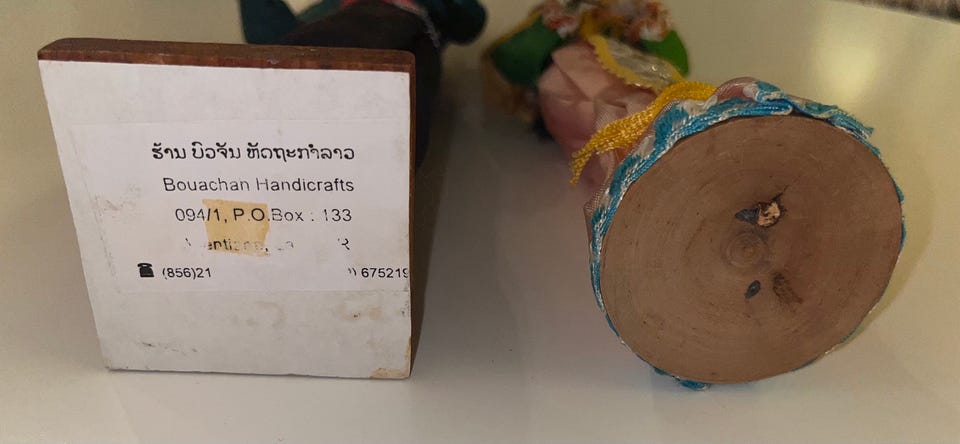 ຮ້ານ ບົວຈັນ ຫັດຖະກຳລາວ
Bouachan Handicrafts
094/1, P.O.Box : 133
(856)21 ) 675219